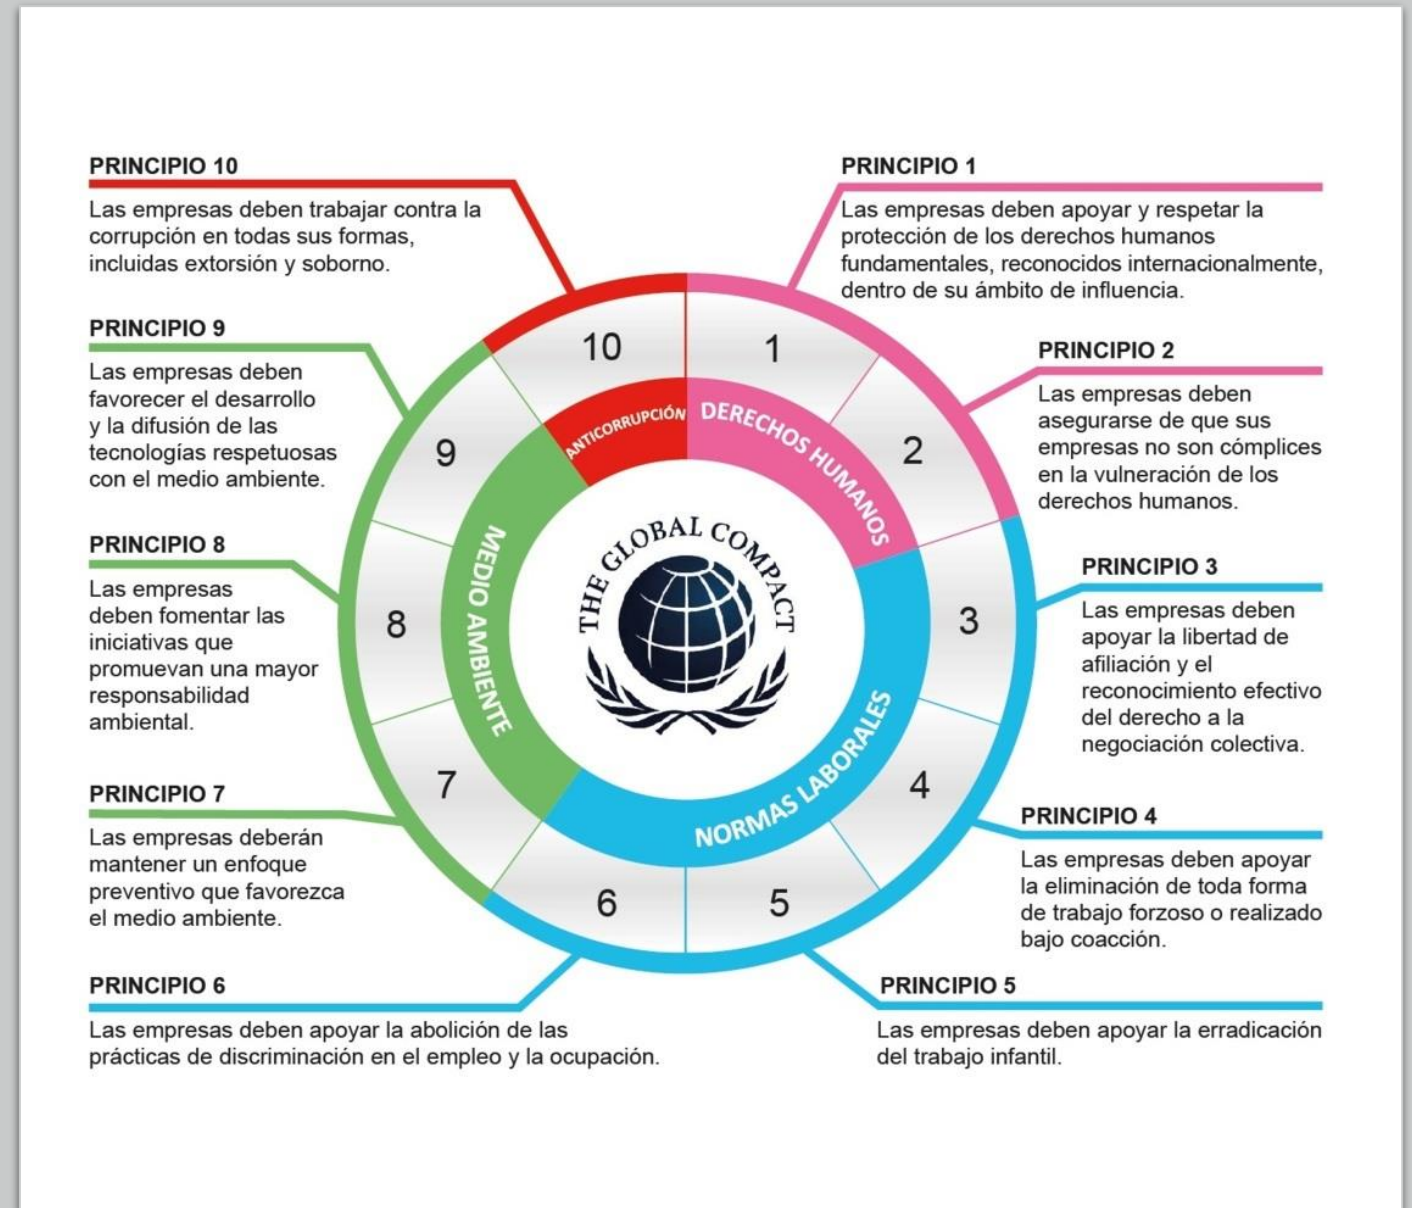 PRINCIPIO 10
Las empresas deben trabajar contra la
corrupción en todas sus formas,
incluidas extorsión y soborno.
PRINCIPIO 9
Las empresas deben
favorecer el desarrollo
y la difusión de las
tecnologías respetuosas
con el medio ambiente.
PRINCIPIO 8
Las empresas
deben fomentar las
iniciativas que
promuevan una mayor
responsabilidad
ambiental.
PRINCIPIO 7
Las empresas deberán
mantener un enfoque
preventivo que favorezca
el medio ambiente.
PRINCIPIO 6
Las empresas deben apoyar la abolición de las
prácticas de discriminación en el empleo y la ocupación.
10
1
2
3
4
5
6
7
8
9
ANTICORRUPCIÓN
DERECHOS HUMANOS
NORMAS LABORALES
MEDIO AMBIENTE
THE GLOBAL COMPACT
PRINCIPIO 1
Las empresas deben apoyar y respetar la
protección de los derechos humanos
fundamentales, reconocidos internacionalmente,
dentro de su ámbito de influencia.
PRINCIPIO 2
Las empresas deben
asegurarse de que sus
empresas no son cómplices
en la vulneración de los
derechos humanos.
PRINCIPIO 3
Las empresas deben
apoyar la libertad de
afiliación y el
reconocimiento efectivo
del derecho a la
negociación colectiva.
PRINCIPIO 4
Las empresas deben apoyar
la eliminación de toda forma
de trabajo forzoso o realizado
bajo coacción.
PRINCIPIO 5
Las empresas deben apoyar la erradicación
del trabajo infantil.